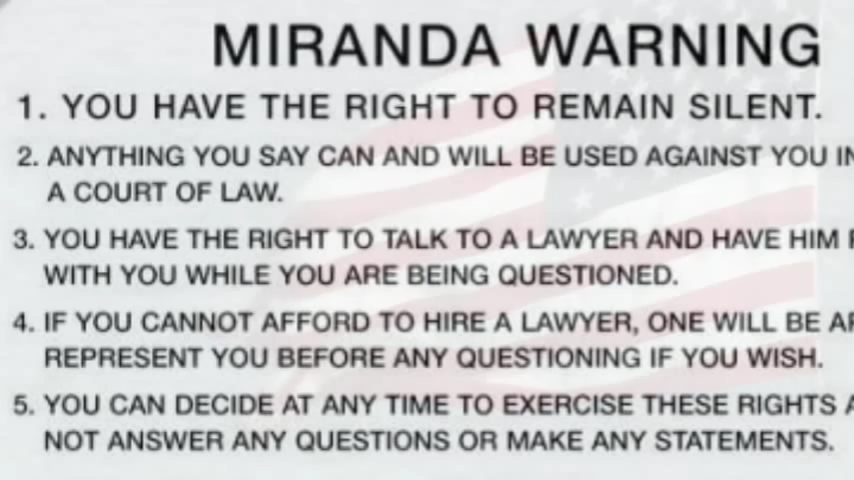 MIRANDA WARNING
1. YOU HAVE THE RIGHT TO REMAIN SILENT.
2. ANYTHING YOU SAY CAN AND WILL BE USED AGAINST YOU IN
A COURT OF LAW.
3. YOU HAVE THE RIGHT TO TALK TO A LAWYER AND HAVE HIM
WITH YOU WHILE YOU ARE BEING QUESTIONED.
4. IF YOU CANNOT AFFORD TO HIRE A LAWYER, ONE WILL BE
REPRESENT YOU BEFORE ANY QUESTIONING IF YOU WISH.
5. YOU CAN DECIDE AT ANY TIME TO EXERCISE THESE RIGHTS
NOT ANSWER ANY QUESTIONS OR MAKE ANY STATEMENTS.